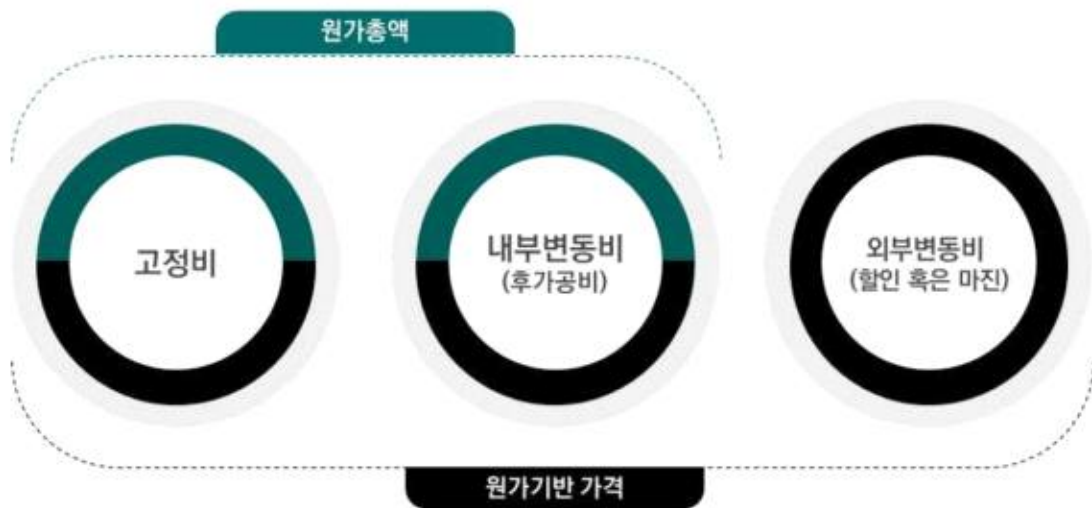 원가총액
고정비
내부변동비
(후가공비)
외부변동비
(할인 혹은 마진)
원가기반 가격